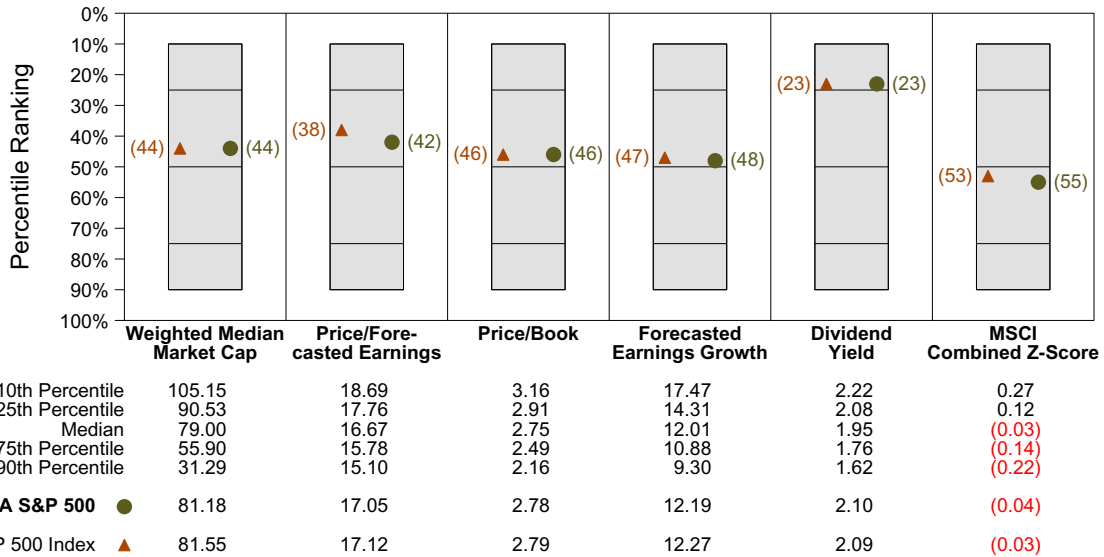 0%
10%
20%
30%
40%
50%
60%
70%
80%
90%
100%
Percentile Ranking
(44) (44)
(38) (42)
(46) (46)
(47) (48)
(23) (23)
(53) (55)
Weighted Median
Market Cap
Price/Fore-
casted Earnings
Price/Book
Forecasted
Earnings Growth
Dividend
Yield
MSCI
Combined Z-Score
10th Percentile 105.15 18.69 3.16 17.47 2.22 0.27
25th Percentile 90.53 17.76 2.91 14.31 2.08 0.12
Median 79.00 16.67 2.75 12.01 1.95 (0.03)
75th Percentile 55.90 15.78 2.49 10.88 1.76 (0.14)
90th Percentile 31.29 15.10 2.16 9.30 1.62 (0.22)
A S&P 500 81.18 17.05 2.78 12.19 2.10 (0.04)
P 500 Index 81.55 17.12 2.79 12.27 2.09 (0.03)